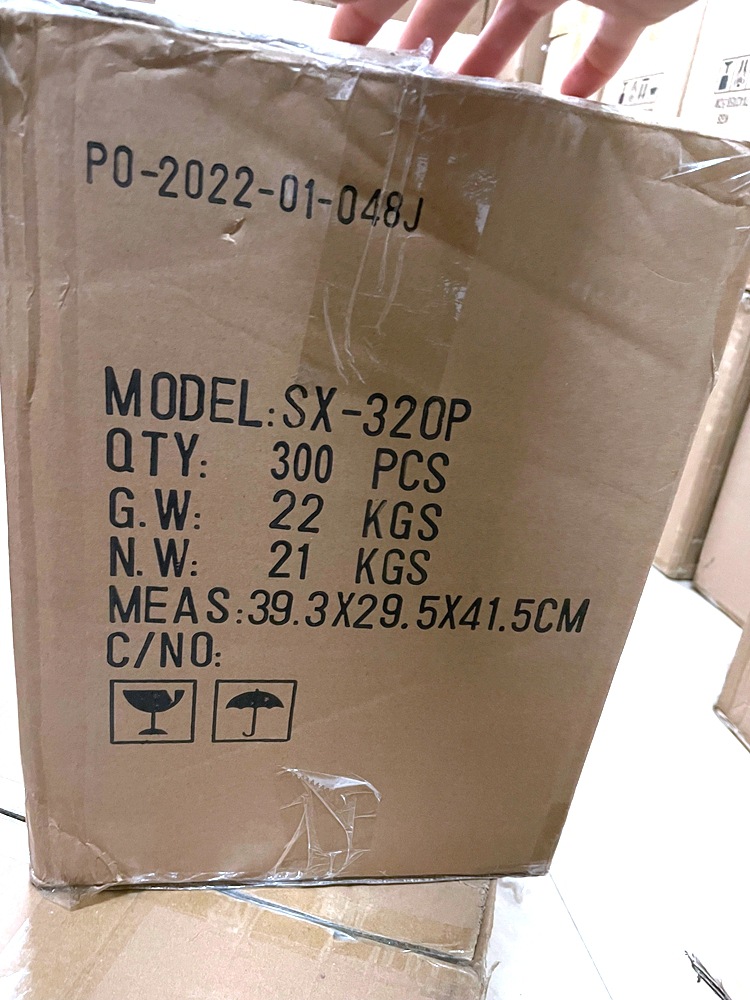 PO-2022-01-048J
MODEL:SX-320P
QTY: 300 PCS
G.W: 22 KGS
N.W: 21 KGS
MEAS:39.3X29.5X41.5CM
C/NO: